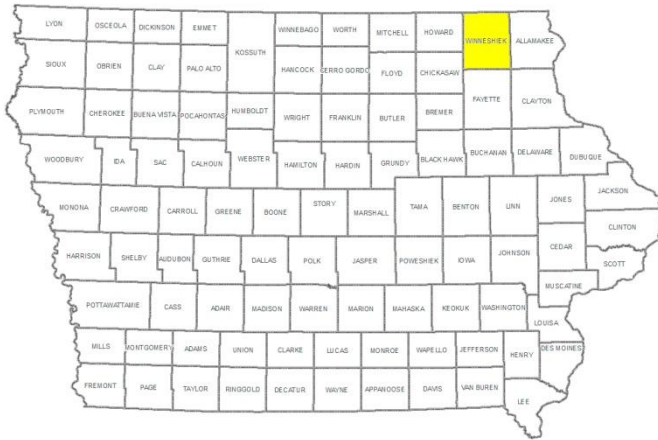 LYON OSCEOLA DICKINSON EMMET WINNEBAGO WORTH MITCHELL HOWARD WINNESHIEK ALLAMAKEE
KOSSUTH
SIOUX OBRIEN CLAY PALO ALTO HANCOCK CERRO GORDO FLOYD CHICKASAW
FAYETTE CLAYTON
PLYMOUTH CHEROKEE BUENA VISTA POCAHONTAS HUMBOLDT WRIGHT FRANKLIN BUTLER BREMER
WOODBURY IDA SAC CALHOUN WEBSTER HAMILTON HARDIN GRUNDY BLACK HAWK BUCHANAN DELAWARE DUBUQUE
MONONA CRAWFORD CARROLL GREENE BOONE STORY MARSHALL TAMA BENTON LINN JONES JACKSON
CLINTON
HARRISON SHELBY AUDUBON GUTHRIE DALLAS POLK JASPER POWESHIEK IOWA JOHNSON CEDAR SCOTT
MUSCATINE
POTTAWATTAMIE CASS ADAIR MADISON WARREN MARION MAHASKA KEOKUK WASHINGTON LOUISA
MILLS MONTGOMERY ADAMS UNION CLARKE LUCAS MONROE WAPELLO JEFFERSON HENRY DES MOINES
FREMONT PAGE TAYLOR RINGGOLD DECATUR WAYNE APPANOOSE DAVIS VAN BUREN LEE